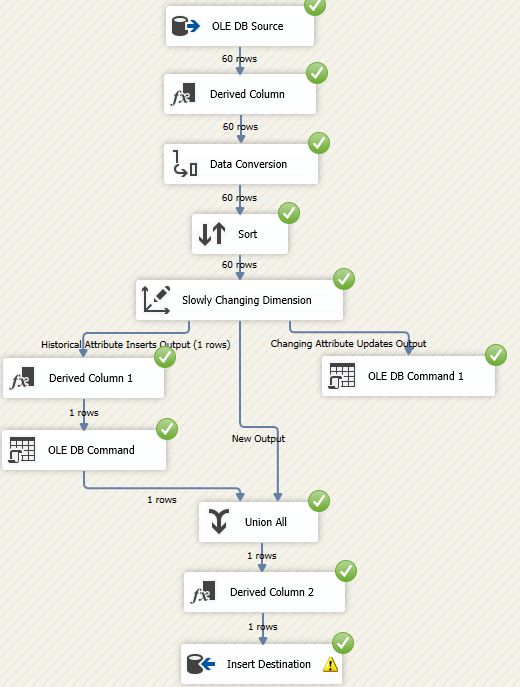 OLE DB Source
60 rows
Derived Column
60 rows
Data Conversion
60 rows
Sort
60 rows
Slowly Changing Dimension
Historical Attribute Inserts Output (1 rows)
Changing Attribute Updates Output
Derived Column 1
OLE DB Command 1
1 rows
New Output
OLE DB Command
1 rows
Union All
1 rows
Derived Column 2
1 rows
Insert Destination